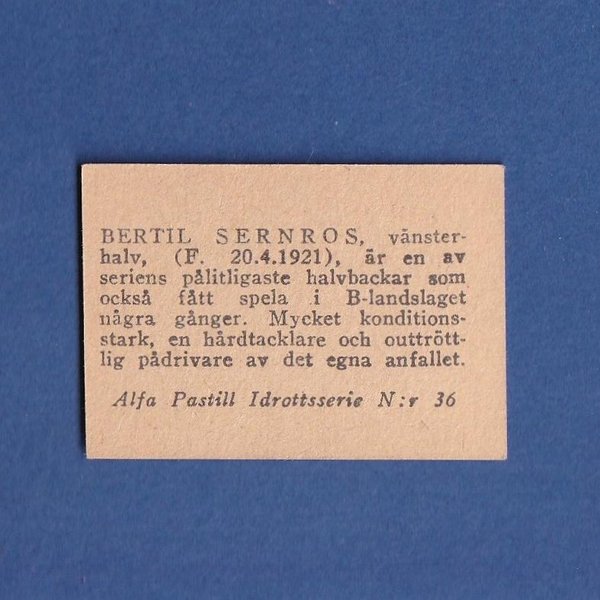 BERTIL SERNROS, vänster-
halv, (F. 20.4.1921), är en av
seriens pålitligaste halvbackar som
också fått spela i B-landslaget
några gånger. Mycket konditions-
stark, en hårdtacklare och outtrött-
lig pådrivare av det egna anfallet.
Alfa Pastill Idrottsserie N:r 36